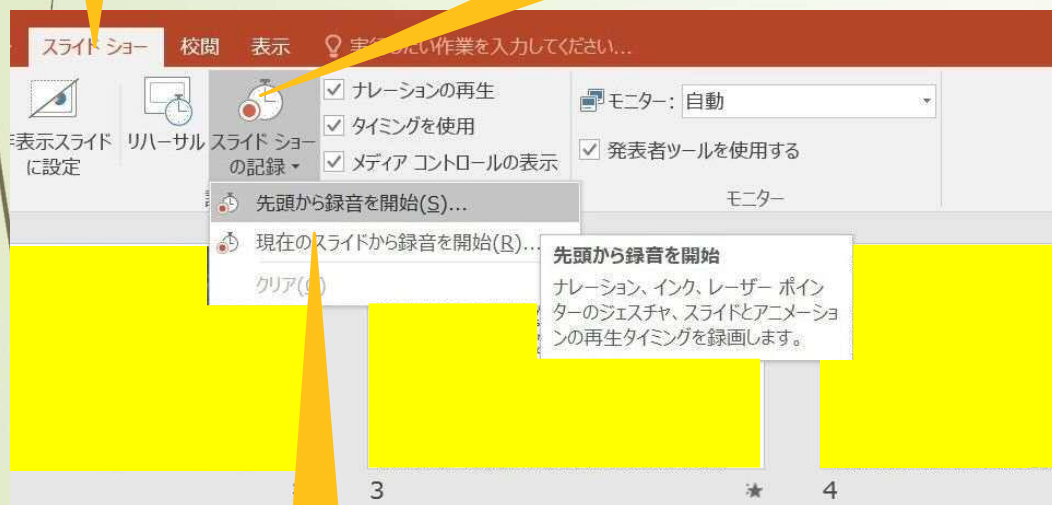 スライド ショー 校閲 表示 実行したい作業を入力してください...
ナレーションの再生
タイミングを使用
メディア コントロールの表示
モニター: 自動
発表者ツールを使用する
モニター
表示スライド
に設定
リハーサル
スライド ショー
の記録
先頭から録音を開始(S)...
現在のスライドから録音を開始(R)...
クリア(
先頭から録音を開始
ナレーション、インク、レーザー ポイン
ターのジェスチャ、スライドとアニメーショ
ンの再生タイミングを録画します。
3 4